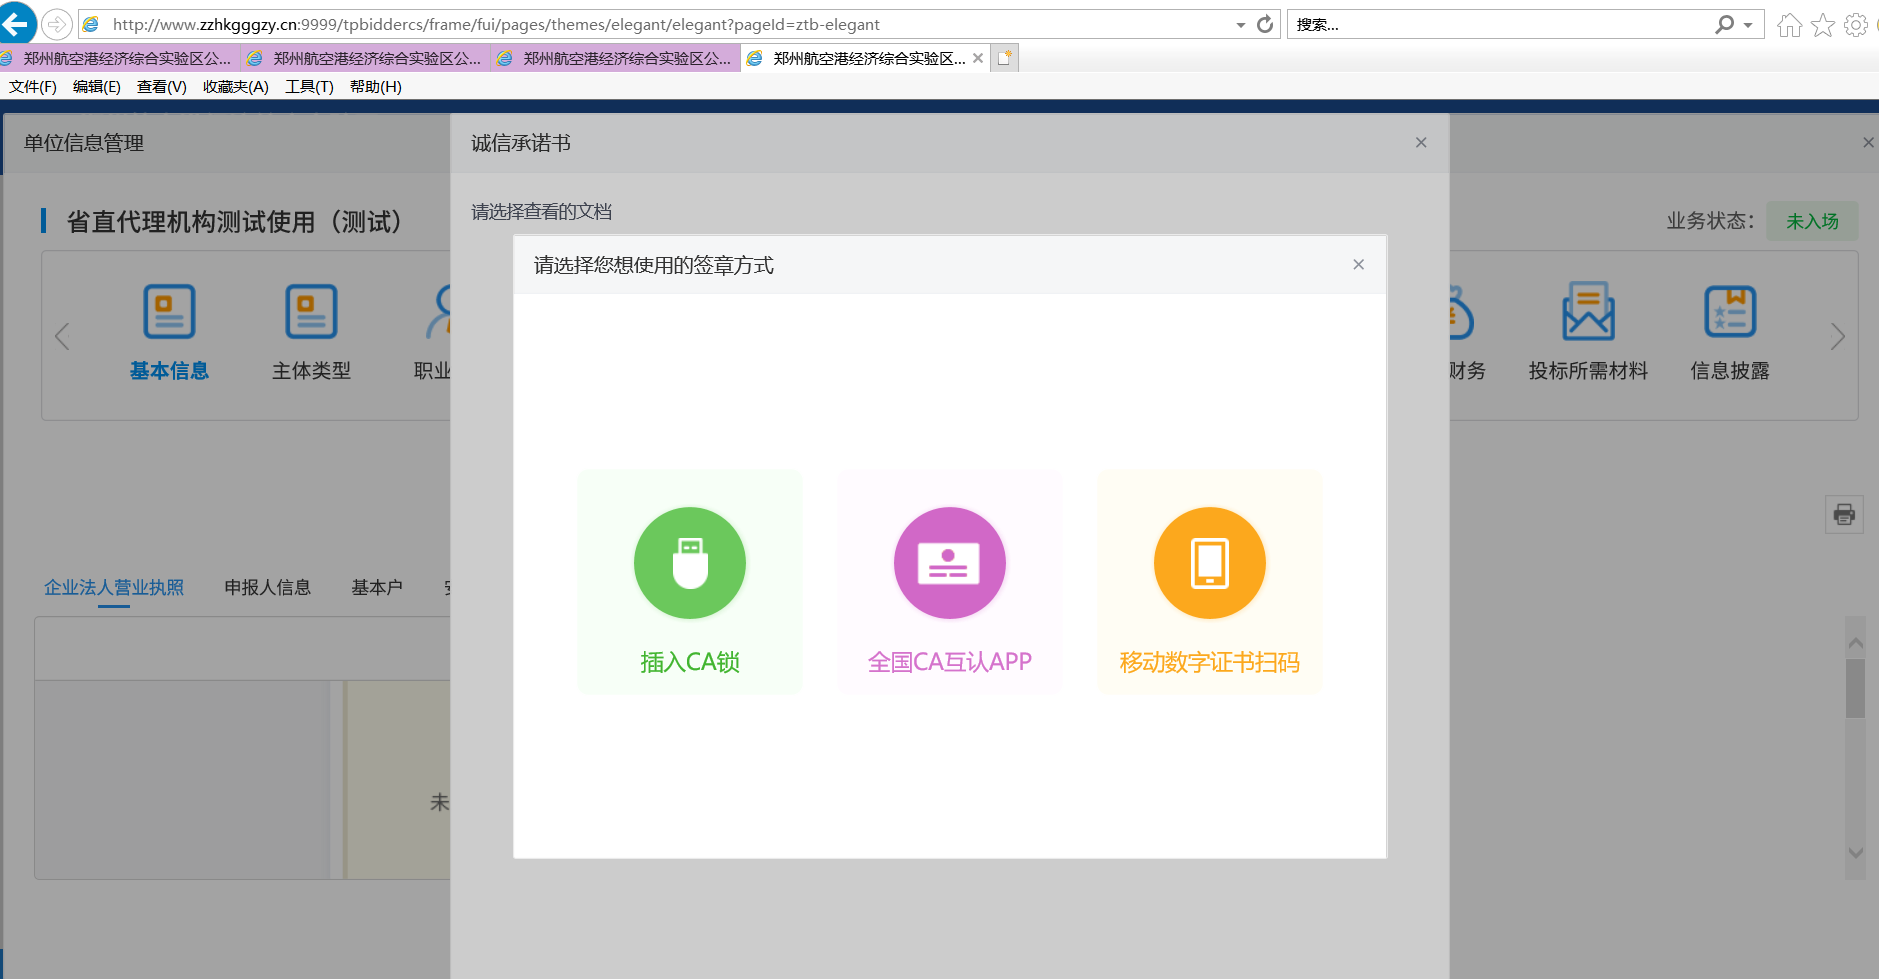 http://www.zzhkgggzy.cn:9999/tpbiddercs/frame/fui/pages/themes/elegant/elegant?pageId=ztb-elegant
搜索...
郑州航空港经济综合实验区公...
郑州航空港经济综合实验区公...
郑州航空港经济综合实验区公...
郑州航空港经济综合实验区...
文件(F) 编辑(E) 查看(V) 收藏夹(A) 工具(T) 帮助(H)
单位信息管理
诚信承诺书
省直代理机构测试使用（测试）
请选择查看的文档
业务状态：
未入场
请选择您想使用的签章方式
基本信息
主体类型
职业
财务
投标所需材料
信息披露
插入CA锁
全国CA互认APP
移动数字证书扫码
企业法人营业执照
申报人信息
基本户
未